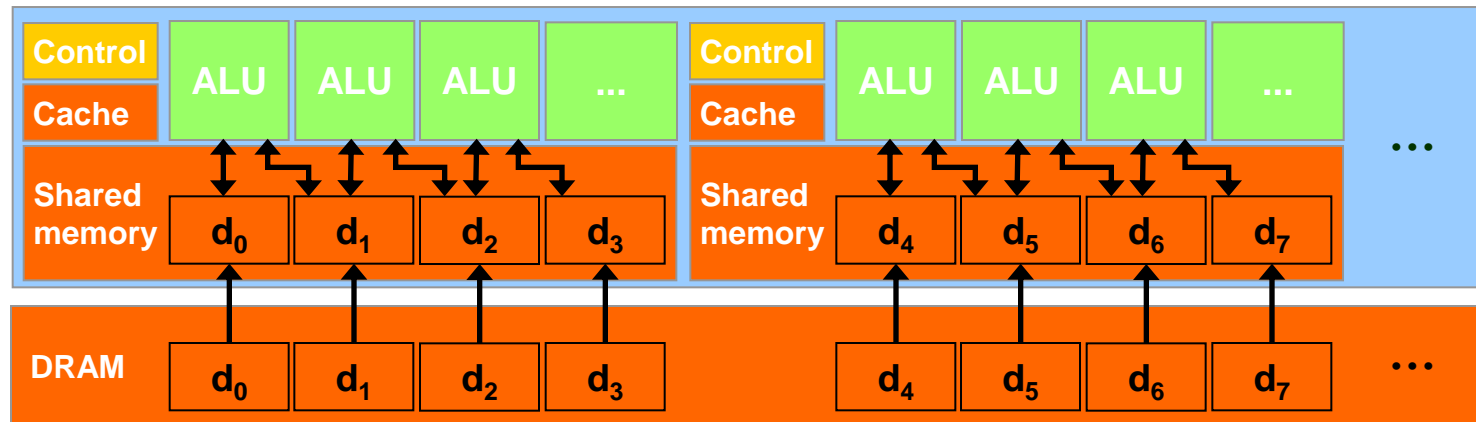 Control ALU ALU ALU ... Control ALU ALU ALU ...
Cache Cache
...
Shared memory d₀ d₁ d₂ d₃ Shared memory d₄ d₅ d₆ d₇
DRAM d₀ d₁ d₂ d₃ d₄ d₅ d₆ d₇ ...